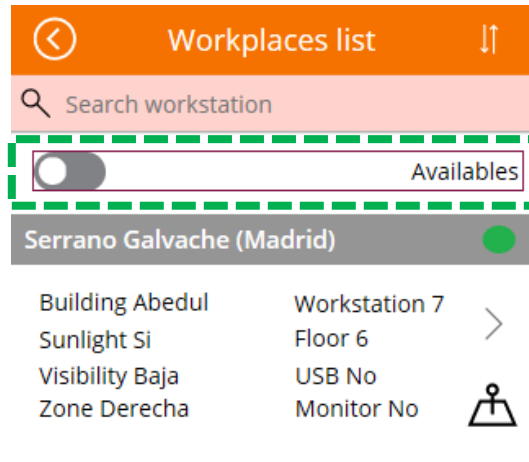 Workplaces list
Search workstation
Availables
Serrano Galvache (Madrid)
Building Abedul Workstation 7
Sunlight Si Floor 6
Visibility Baja USB No
Zone Derecha Monitor No